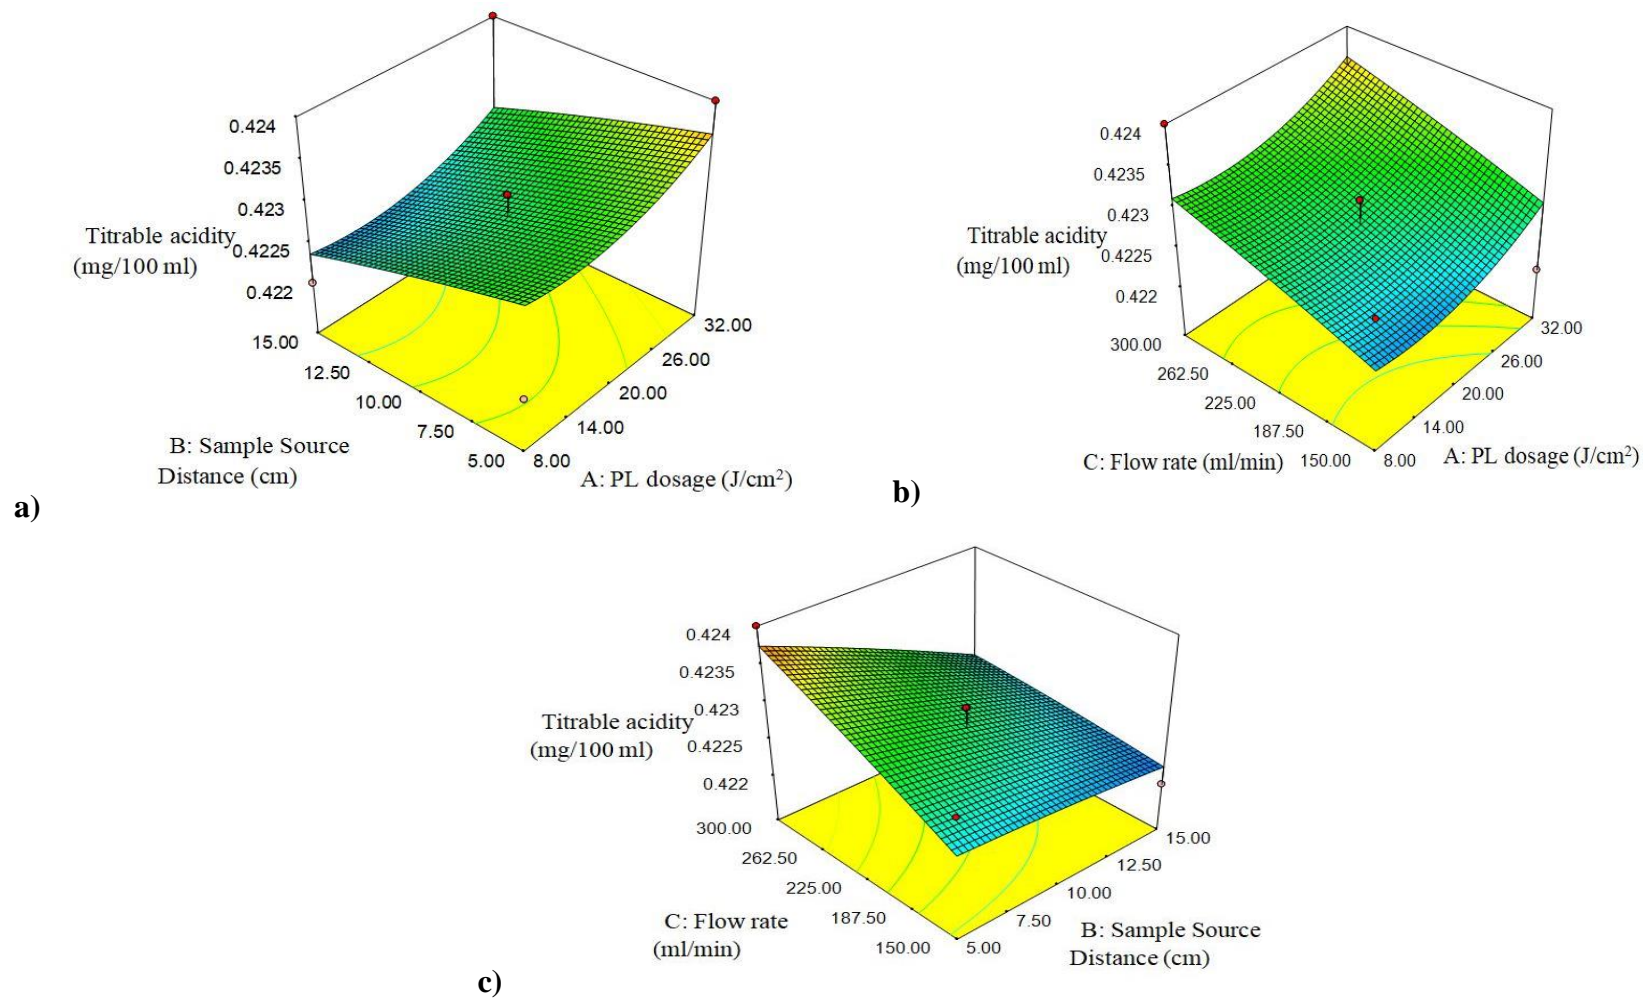 0.424
0.4235
0.423
Titrable acidity
0.4225
(mg/100 ml)
0.422
15.00
12.50
10.00
7.50
5.00
8.00
14.00
20.00
26.00
32.00
B: Sample Source
Distance (cm)
A: PL dosage (J/cm²)
a)
0.424
0.4235
0.423
Titrable acidity
0.4225
(mg/100 ml)
0.422
300.00
262.50
225.00
187.50
150.00
8.00
14.00
20.00
26.00
32.00
C: Flow rate (ml/min)
A: PL dosage (J/cm²)
b)
0.424
0.4235
0.423
Titrable acidity
0.4225
(mg/100 ml)
0.422
300.00
262.50
225.00
187.50
150.00
5.00
7.50
10.00
12.50
15.00
C: Flow rate
(ml/min)
B: Sample Source
Distance (cm)
c)